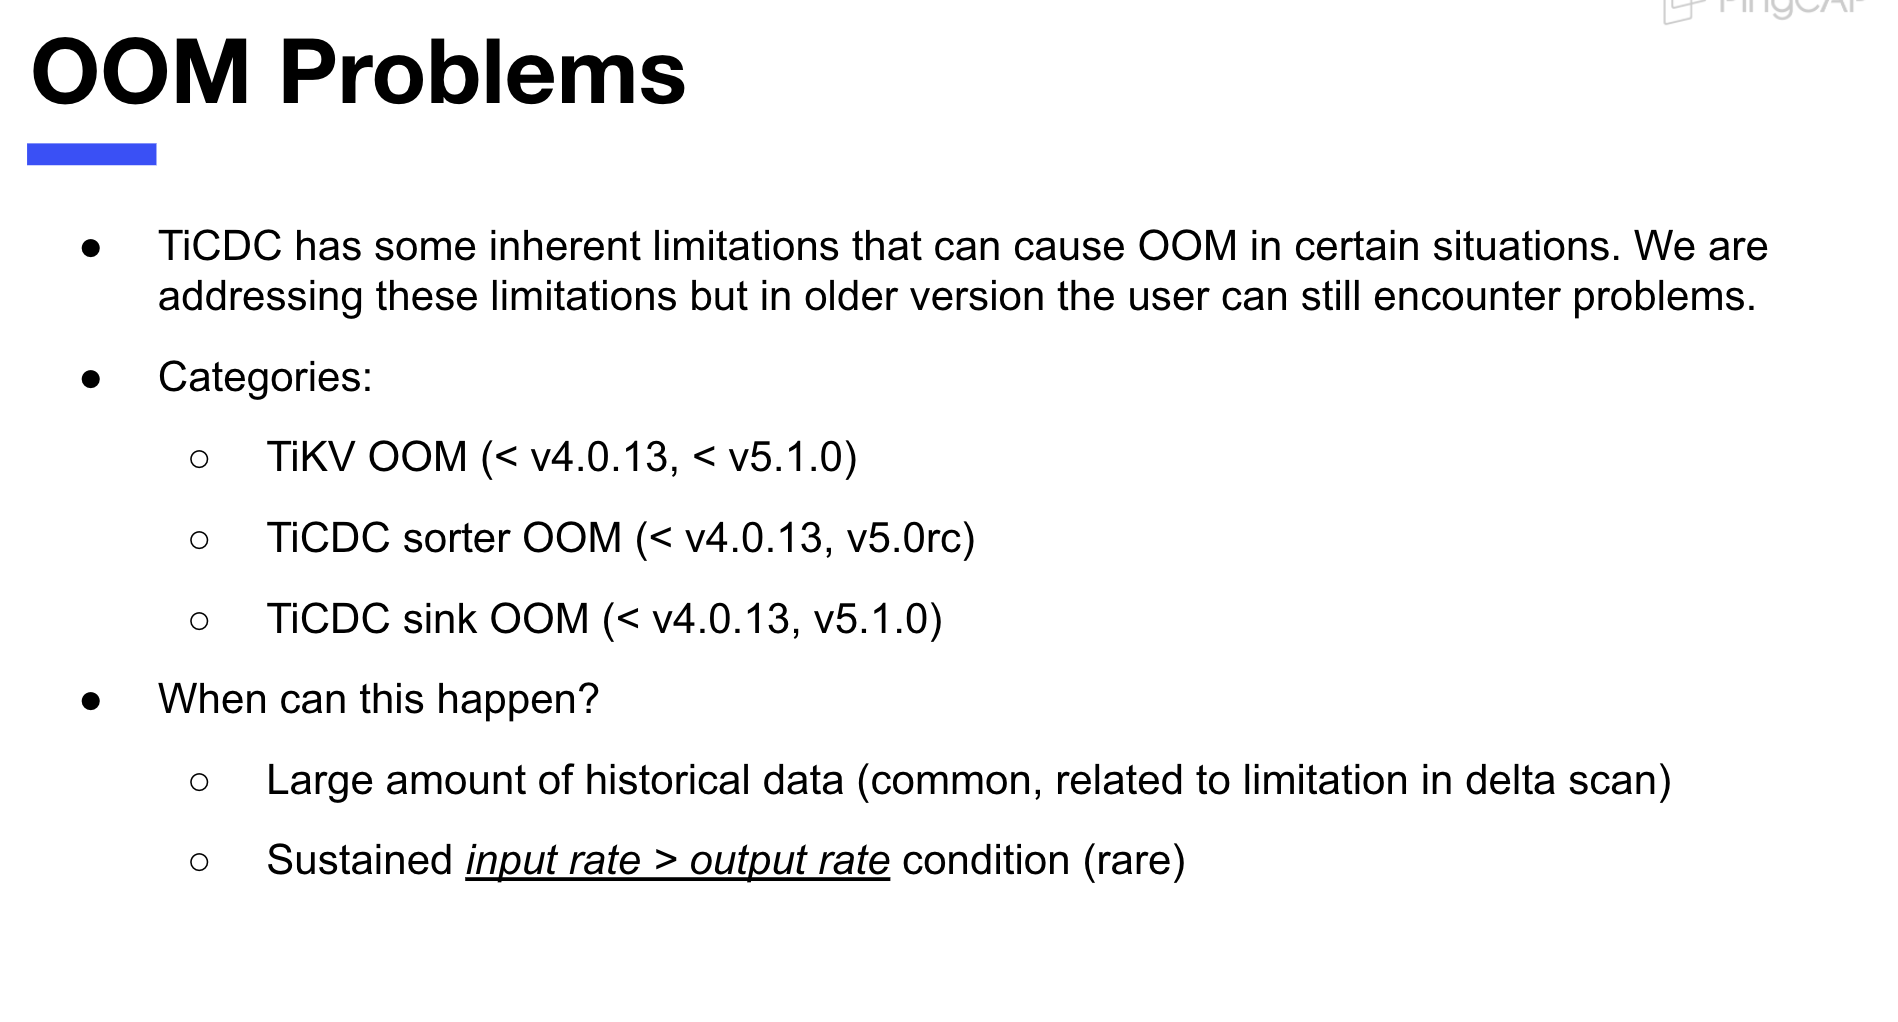 PingCAP
OOM Problems
● TiCDC has some inherent limitations that can cause OOM in certain situations. We are
addressing these limitations but in older version the user can still encounter problems.
● Categories:
○ TiKV OOM (< v4.0.13, < v5.1.0)
○ TiCDC sorter OOM (< v4.0.13, v5.0rc)
○ TiCDC sink OOM (< v4.0.13, v5.1.0)
● When can this happen?
○ Large amount of historical data (common, related to limitation in delta scan)
○ Sustained input rate > output rate condition (rare)